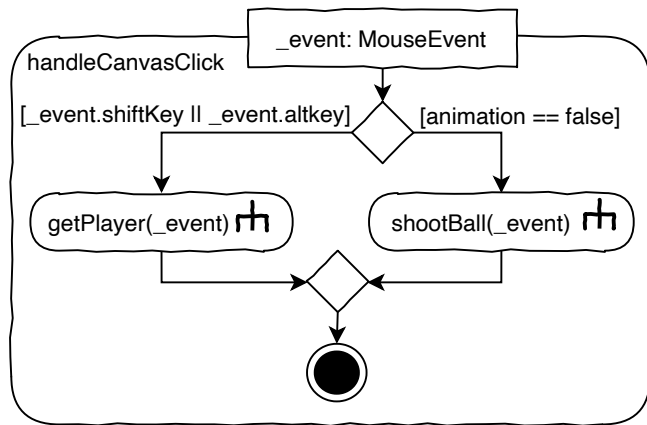 _event: MouseEvent
handleCanvasClick
[_event.shiftKey || _event.altkey]
[animation == false]
getPlayer(_event)
shootBall(_event)